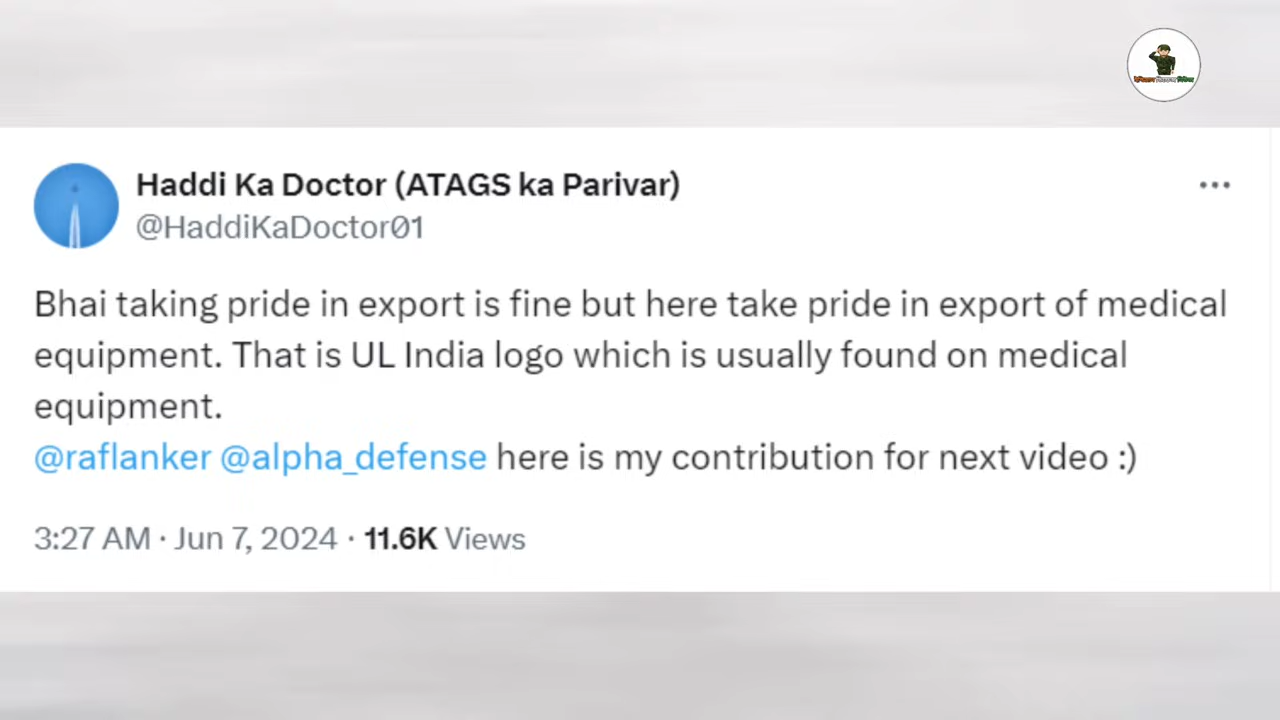 Haddi Ka Doctor (ATAGS ka Parivar)
@HaddiKaDoctor01
Bhai taking pride in export is fine but here take pride in export of medical
equipment. That is UL India logo which is usually found on medical
equipment.
@raflanker @alpha_defense here is my contribution for next video :)
3:27 AM · Jun 7, 2024 · 11.6K Views